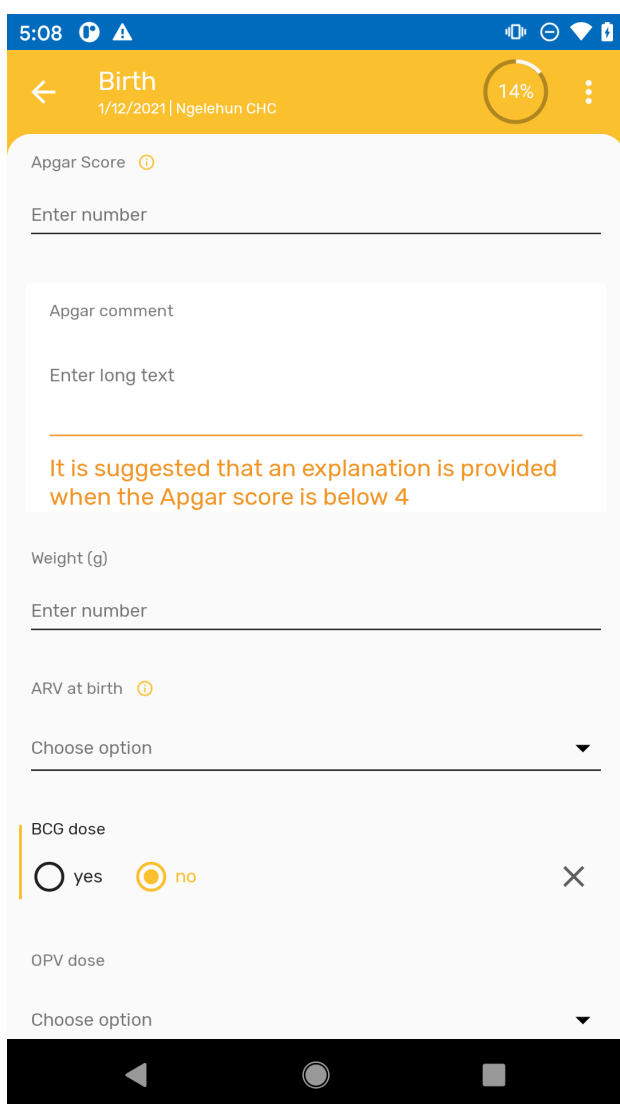 5:08
Birth
1/12/2021 | Ngelehun CHC
14%
Apgar Score
Enter number
Apgar comment
Enter long text
It is suggested that an explanation is provided
when the Apgar score is below 4
Weight (g)
Enter number
ARV at birth
Choose option
BCG dose
yes no
OPV dose
Choose option